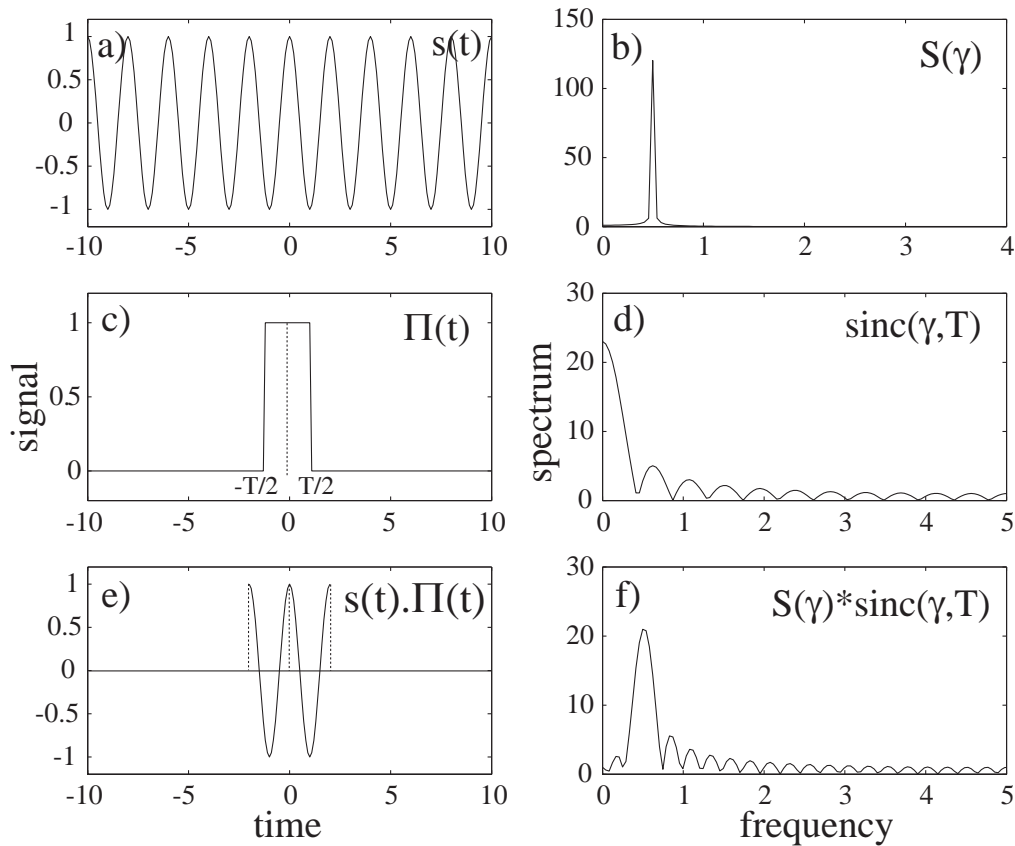 a) s(t)
1
0.5
0
-0.5
-1
-10 -5 0 5 10
b) S(γ)
150
100
50
0
0 1 2 3 4
c) Π(t)
1
0.5
0
-T/2 T/2
-10 -5 0 5 10
signal
d) sinc(γ,T)
30
20
10
0
0 1 2 3 4 5
spectrum
e) s(t).Π(t)
1
0.5
0
-0.5
-1
-10 -5 0 5 10
time
f) S(γ)*sinc(γ,T)
30
20
10
0
0 1 2 3 4 5
frequency